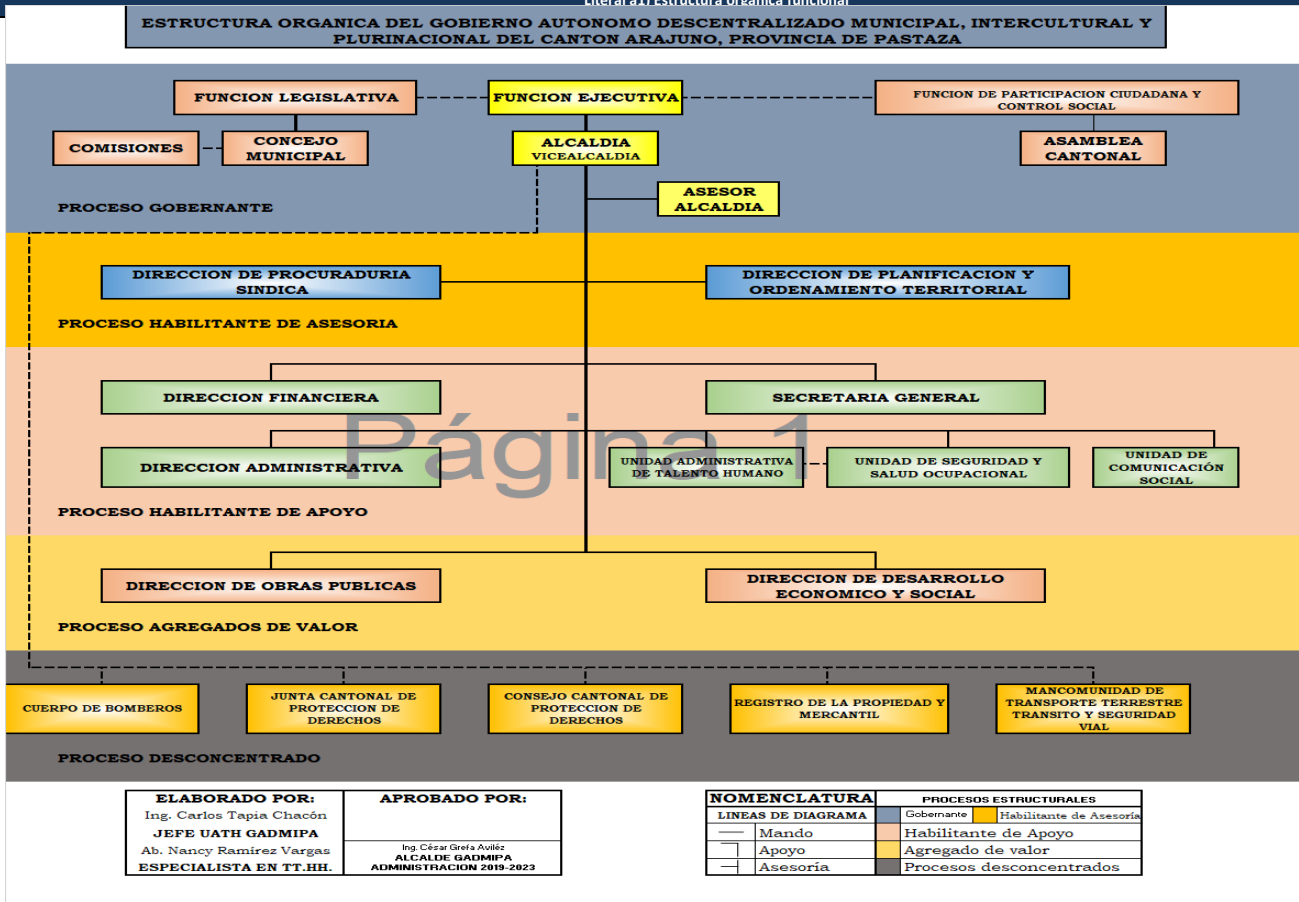 Literal a1) Estructura orgánica funcional
ESTRUCTURA ORGANICA DEL GOBIERNO AUTONOMO DESCENTRALIZADO MUNICIPAL, INTERCULTURAL Y
PLURINACIONAL DEL CANTON ARAJUNO, PROVINCIA DE PASTAZA
FUNCION LEGISLATIVA
FUNCION EJECUTIVA
FUNCION DE PARTICIPACION CIUDADANA Y
CONTROL SOCIAL
COMISIONES
CONCEJO
MUNICIPAL
ALCALDIA
VICEALCALDIA
ASAMBLEA
CANTONAL
ASESOR
ALCALDIA
PROCESO GOBERNANTE
DIRECCION DE PROCURADURIA
SINDICA
DIRECCION DE PLANIFICACION Y
ORDENAMIENTO TERRITORIAL
PROCESO HABILITANTE DE ASESORIA
DIRECCION FINANCIERA
SECRETARIA GENERAL
Página 1
DIRECCION ADMINISTRATIVA
UNIDAD ADMINISTRATIVA
DE TALENTO HUMANO
UNIDAD DE SEGURIDAD Y
SALUD OCUPACIONAL
UNIDAD DE
COMUNICACIÓN
SOCIAL
PROCESO HABILITANTE DE APOYO
DIRECCION DE OBRAS PUBLICAS
DIRECCION DE DESARROLLO
ECONOMICO Y SOCIAL
PROCESO AGREGADOS DE VALOR
CUERPO DE BOMBEROS
JUNTA CANTONAL DE
PROTECCION DE
DERECHOS
CONSEJO CANTONAL DE
PROTECCION DE
DERECHOS
REGISTRO DE LA PROPIEDAD Y
MERCANTIL
MANCOMUNIDAD DE
TRANSPORTE TERRESTRE
TRANSITO Y SEGURIDAD
VIAL
PROCESO DESCONCENTRADO
ELABORADO POR:
Ing. Carlos Tapia Chacón
JEFE UATH GADMIPA
Ab. Nancy Ramírez Vargas
ESPECIALISTA EN TT.HH.
APROBADO POR:
Ing. César Grefa Aviléz
ALCALDE GADMIPA
ADMINISTRACION 2019-2023
NOMENCLATURA
PROCESOS ESTRUCTURALES
LINEAS DE DIAGRAMA
Gobernante
Habilitante de Asesoría
Mando
Habilitante de Apoyo
Apoyo
Agregado de valor
Asesoría
Procesos desconcentrados